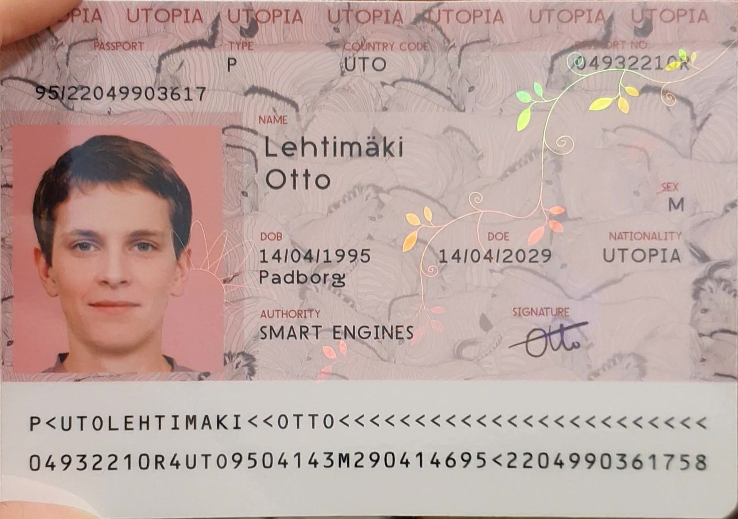 UTOPIA UTOPIA UTOPIA UTOPIA UTOPIA UTOPIA
PASSPORT TYPE COUNTRY CODE PASSPORT NO
P UTO 04932210R
95/22049903617
NAME
Lehtimäki
Otto
SEX
M
DOB DOE NATIONALITY
14/04/1995 14/04/2029 UTOPIA
Padborg
AUTHORITY SIGNATURE
SMART ENGINES Otto
P<UTOLEHTIMAKI<<OTTO<<<<<<<<<<<<<<<<<<<<<<<<
04932210R4UTO9504143M290414695<2204990361758